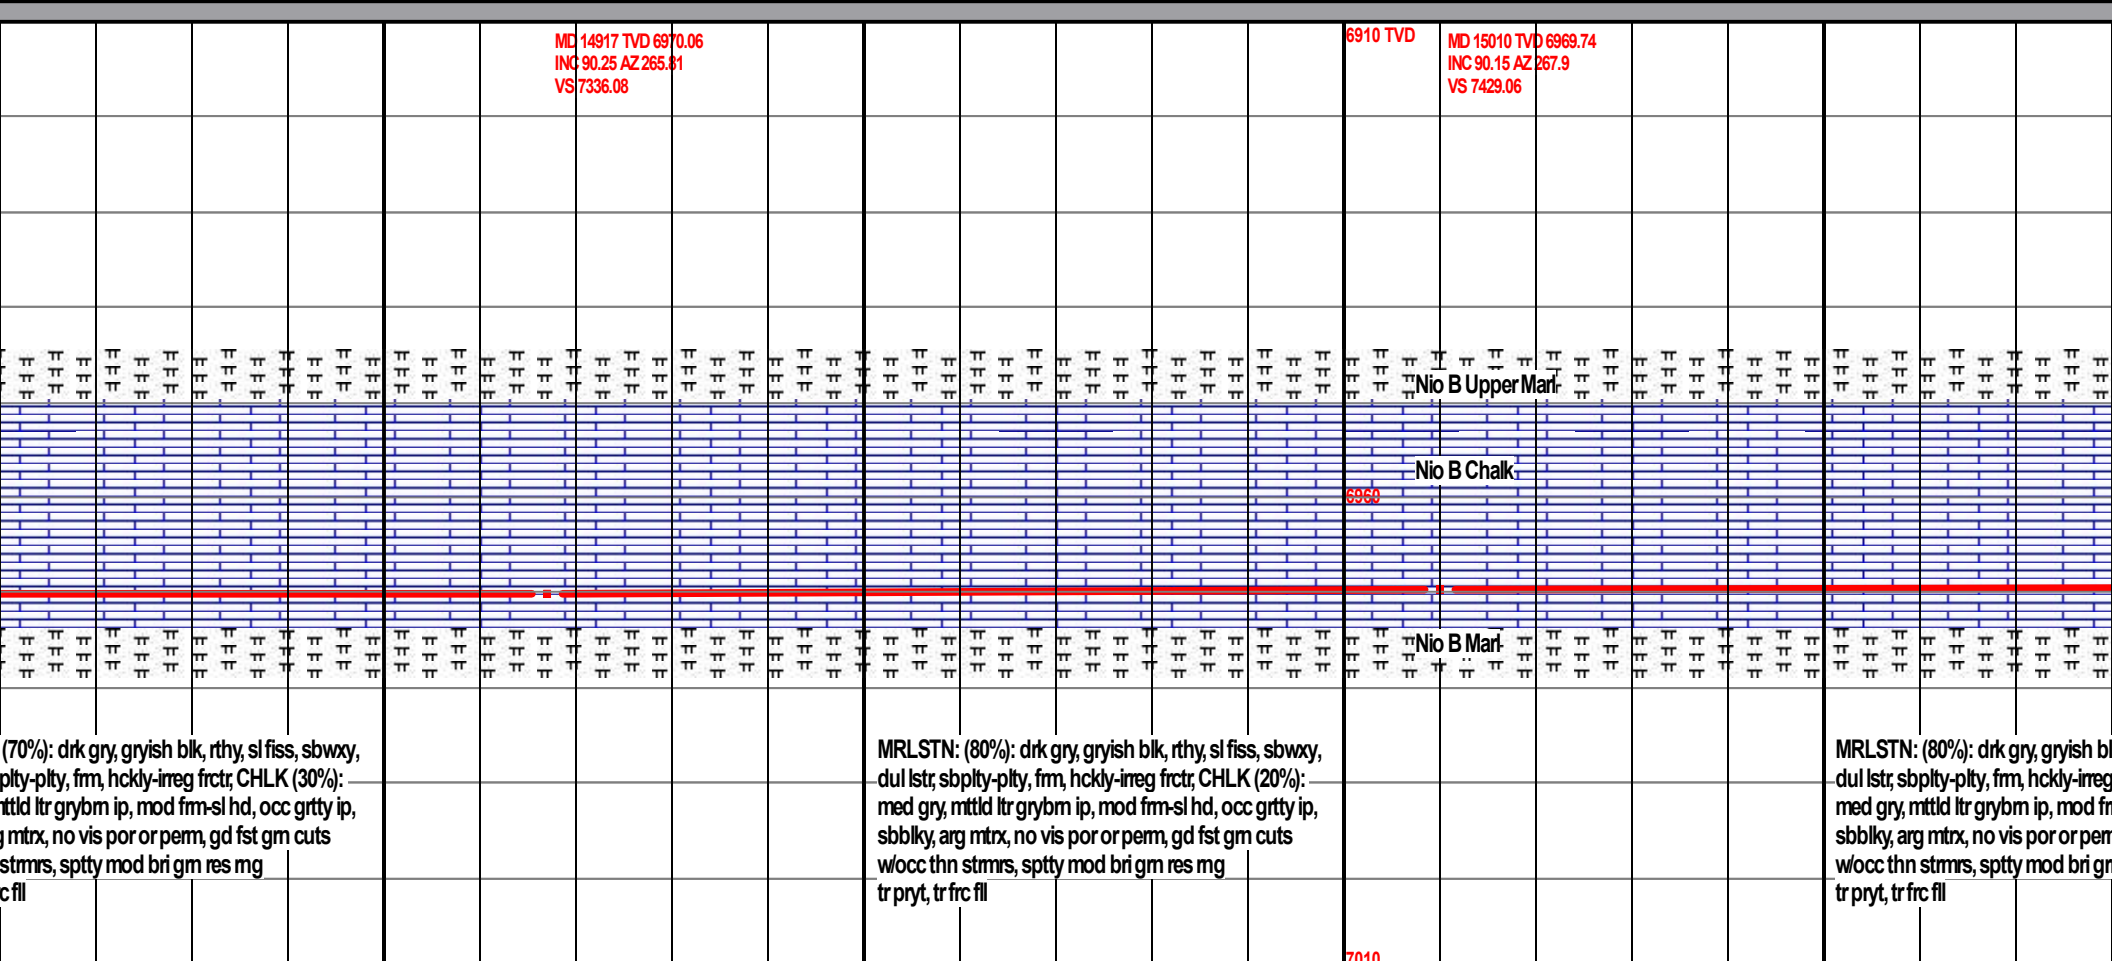 MD 14917 TVD 6970.06
INC 90.25 AZ 265.81
VS 7336.08
6910 TVD
MD 15010 TVD 6969.74
INC 90.15 AZ 267.9
VS 7429.06
Nio B Upper Marl
Nio B Chalk
6960
Nio B Marl
(70%): drk gry, gryish blk, rthy, sl fiss, sbwxy,
plty-plty, frm, hckly-irreg frctr, CHLK (30%):
mttld ltr grybrn ip, mod frm-sl hd, occ grtty ip,
g mtrx, no vis por or perm, gd fst grn cuts
strmrs, sptty mod bri grn res rng
c fll
MRLSTN: (80%): drk gry, gryish blk, rthy, sl fiss, sbwxy,
dul lstr, sbplty-plty, frm, hckly-irreg frctr, CHLK (20%):
med gry, mttld ltr grybrn ip, mod frm-sl hd, occ grtty ip,
sbblky, arg mtrx, no vis por or perm, gd fst grn cuts
w/occ thn strmrs, sptty mod bri grn res rng
tr pryt, tr frc fll
MRLSTN: (80%): drk gry, gryish bl
dul lstr, sbplty-plty, frm, hckly-irreg
med gry, mttld ltr grybrn ip, mod fr
sbblky, arg mtrx, no vis por or perm
w/occ thn strmrs, sptty mod bri gr
tr pryt, tr frc fll
7010